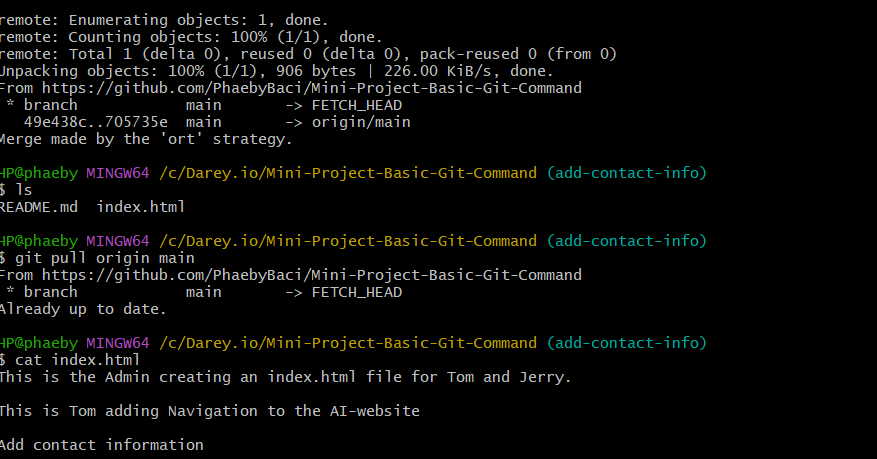 remote: Enumerating objects: 1, done.
remote: Counting objects: 100% (1/1), done.
remote: Total 1 (delta 0), reused 0 (delta 0), pack-reused 0 (from 0)
Unpacking objects: 100% (1/1), 906 bytes | 226.00 KiB/s, done.
From https://github.com/PhaebyBaci/Mini-Project-Basic-Git-Command
 * branch            main       -> FETCH_HEAD
   49e438c..705735e  main       -> origin/main
Merge made by the 'ort' strategy.
HP@phaeby MINGW64 /c/Darey.io/Mini-Project-Basic-Git-Command (add-contact-info)
$ ls
README.md  index.html
HP@phaeby MINGW64 /c/Darey.io/Mini-Project-Basic-Git-Command (add-contact-info)
$ git pull origin main
From https://github.com/PhaebyBaci/Mini-Project-Basic-Git-Command
 * branch            main       -> FETCH_HEAD
Already up to date.
HP@phaeby MINGW64 /c/Darey.io/Mini-Project-Basic-Git-Command (add-contact-info)
$ cat index.html
This is the Admin creating an index.html file for Tom and Jerry.
This is Tom adding Navigation to the AI-website
Add contact information